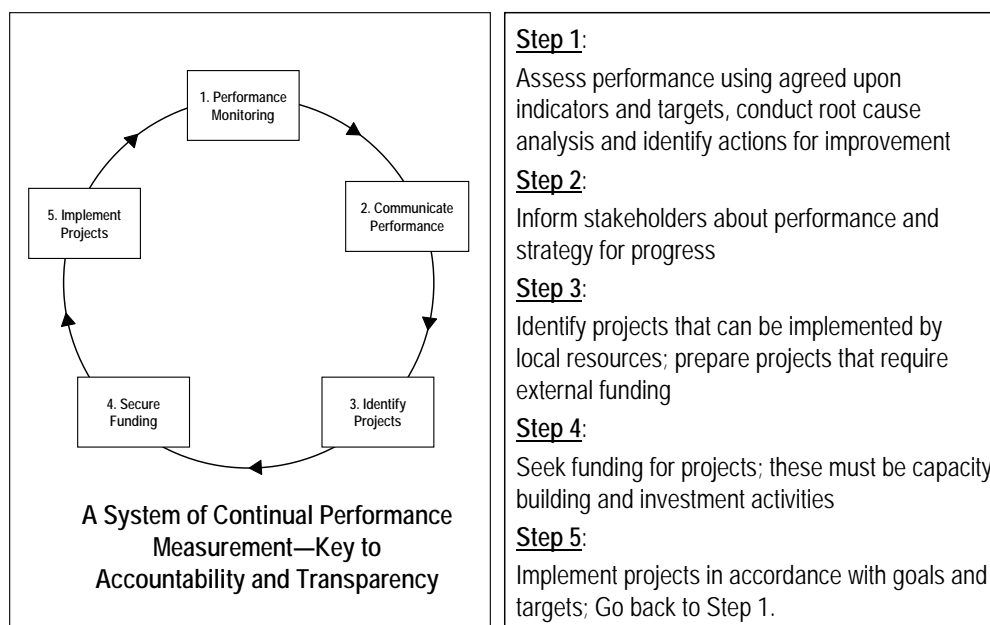 1. Performance
Monitoring
2. Communicate
Performance
3. Identify
Projects
4. Secure
Funding
5. Implement
Projects
A System of Continual Performance
Measurement—Key to
Accountability and Transparency
Step 1:
Assess performance using agreed upon
indicators and targets, conduct root cause
analysis and identify actions for improvement
Step 2:
Inform stakeholders about performance and
strategy for progress
Step 3:
Identify projects that can be implemented by
local resources; prepare projects that require
external funding
Step 4:
Seek funding for projects; these must be capacity
building and investment activities
Step 5:
Implement projects in accordance with goals and
targets; Go back to Step 1.